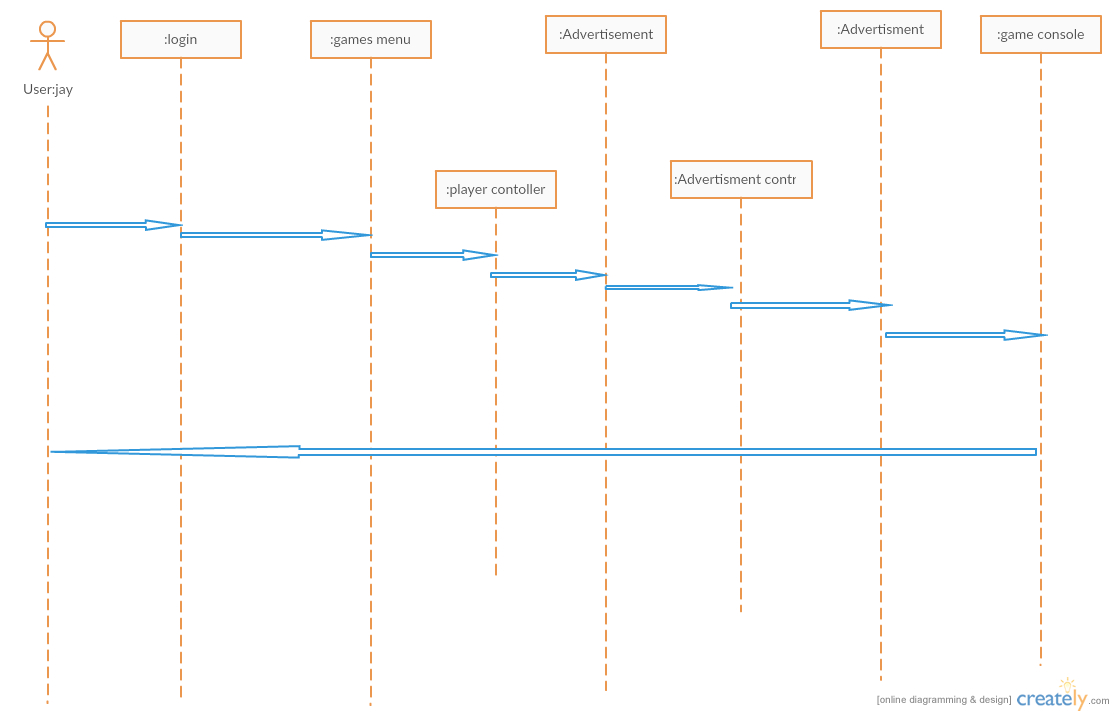 User:jay
:login
:games menu
:Advertisement
:Advertisment
:game console
:player contoller
:Advertisment contr
[online diagramming & design] creately.com